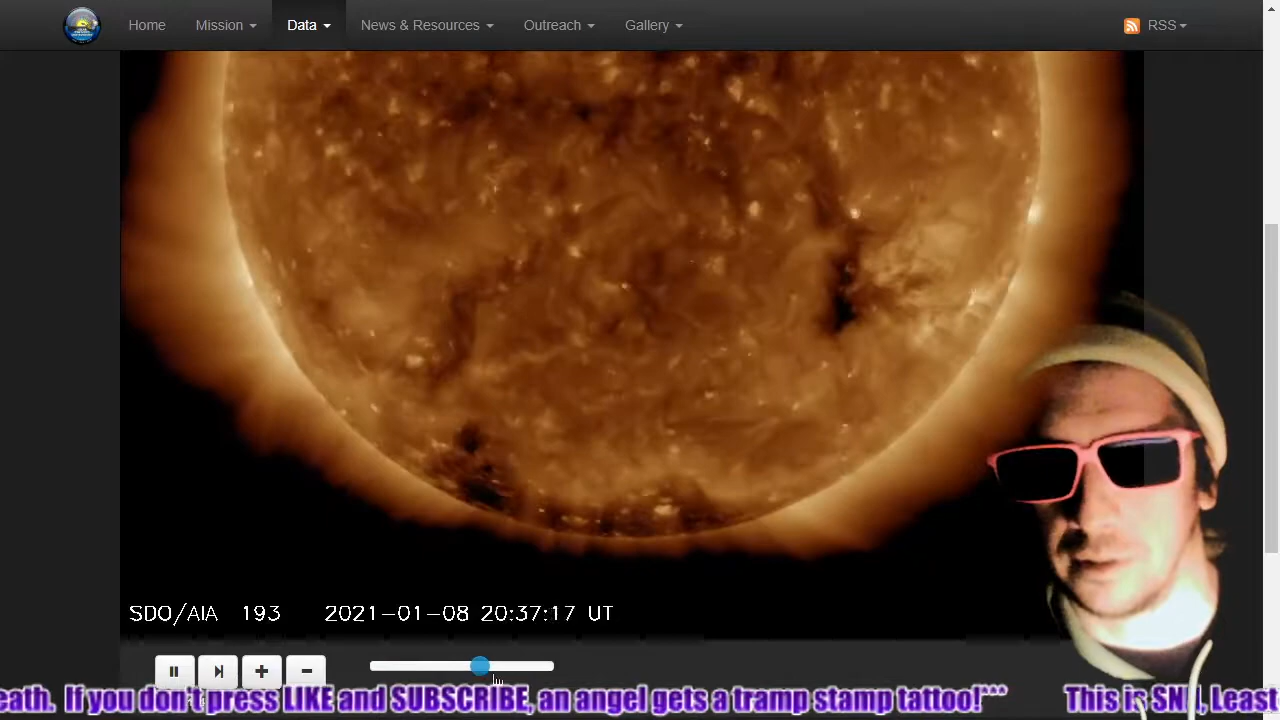 Home Mission Data News & Resources Outreach Gallery RSS
SDO/AIA 193 2021-01-08 20:37:17 UT
eath. If you don't press LIKE and SUBSCRIBE, an angel gets a tramp stamp tattoo!*** This is Least